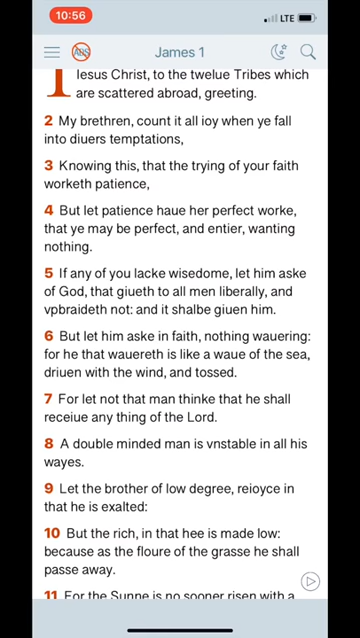 10:56
LTE
ABS
James 1
I
Iesus Christ, to the twelue Tribes which
are scattered abroad, greeting.
2 My brethren, count it all ioy when ye fall
into diuers temptations,
3 Knowing this, that the trying of your faith
worketh patience,
4 But let patience haue her perfect worke,
that ye may be perfect, and entier, wanting
nothing.
5 If any of you lacke wisedome, let him aske
of God, that giueth to all men liberally, and
vpbraideth not: and it shalbe giuen him.
6 But let him aske in faith, nothing wauering:
for he that wauereth is like a waue of the sea,
driuen with the wind, and tossed.
7 For let not that man thinke that he shall
receiue any thing of the Lord.
8 A double minded man is vnstable in all his
wayes.
9 Let the brother of low degree, reioyce in
that he is exalted:
10 But the rich, in that hee is made low:
because as the floure of the grasse he shall
passe away.
11 For the Sunne is no sooner risen with a